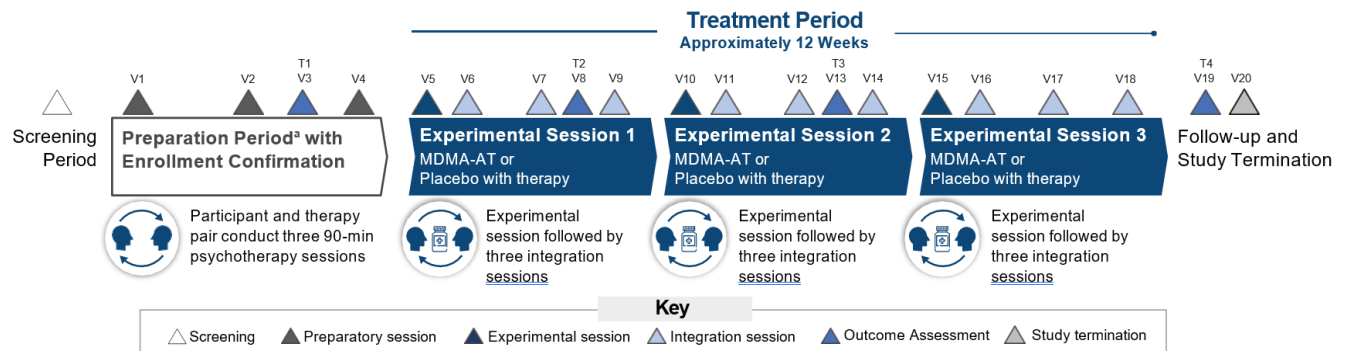 Treatment Period
Approximately 12 Weeks
T1
T2
T3
T4
V1
V2
V3
V4
V5
V6
V7
V8
V9
V10
V11
V12
V13
V14
V15
V16
V17
V18
V19
V20
Screening
Period
Preparation Periodª with
Enrollment Confirmation
Experimental Session 1
MDMA-AT or
Placebo with therapy
Experimental Session 2
MDMA-AT or
Placebo with therapy
Experimental Session 3
MDMA-AT or
Placebo with therapy
Follow-up and
Study Termination
Participant and therapy
pair conduct three 90-min
psychotherapy sessions
Experimental
session followed by
three integration
sessions
Experimental
session followed by
three integration
sessions
Experimental
session followed by
three integration
sessions
Key
Screening
Preparatory session
Experimental session
Integration session
Outcome Assessment
Study termination